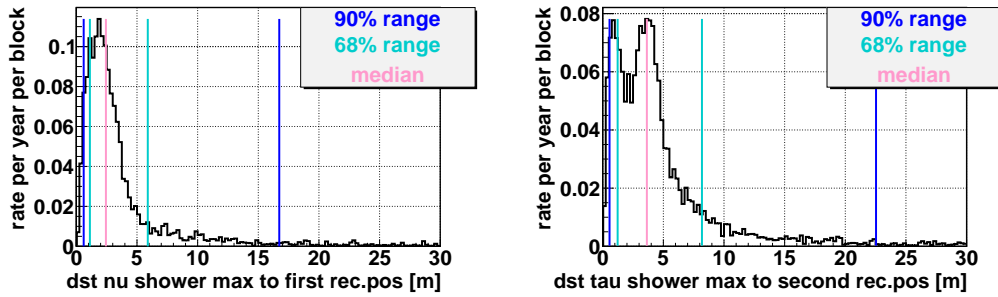 rate per year per block
0.1
0.08
0.06
0.04
0.02
0
0 5 10 15 20 25 30
dst nu shower max to first rec.pos [m]
90% range
68% range
median
rate per year per block
0.08
0.06
0.04
0.02
0
0 5 10 15 20 25 30
dst tau shower max to second rec.pos [m]
90% range
68% range
median